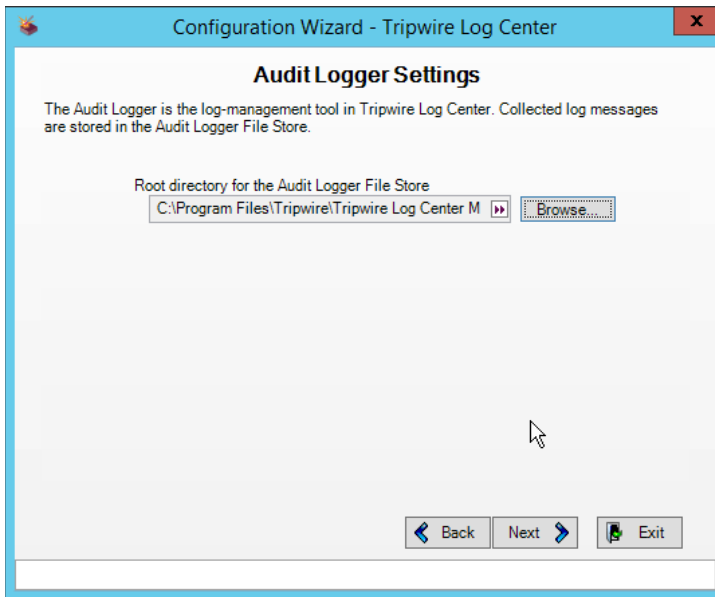 Configuration Wizard - Tripwire Log Center
x
Audit Logger Settings
The Audit Logger is the log-management tool in Tripwire Log Center. Collected log messages
are stored in the Audit Logger File Store.
Root directory for the Audit Logger File Store
C:\Program Files\Tripwire\Tripwire Log Center M
Browse...
Back Next Exit